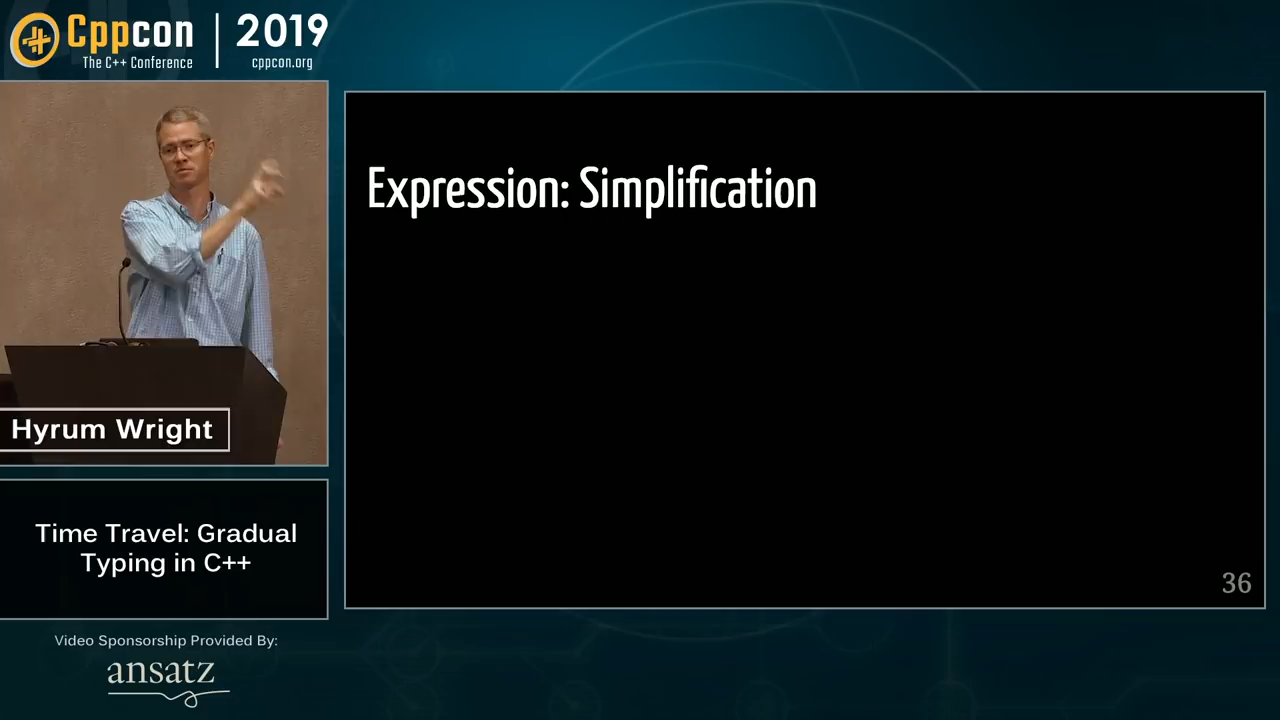 Cppcon
The C++ Conference
2019
cppcon.org
Expression: Simplification
36
Hyrum Wright
Time Travel: Gradual
Typing in C++
Video Sponsorship Provided By:
ansatz